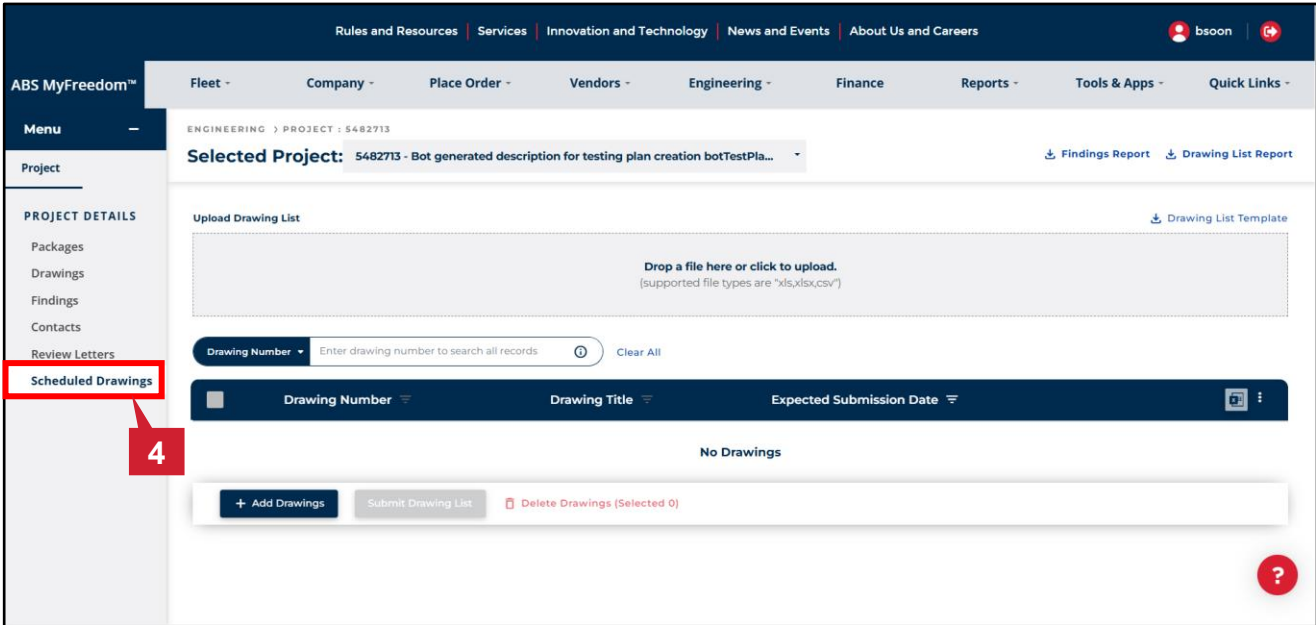 Rules and Resources Services Innovation and Technology News and Events About Us and Careers bsoon
ABS MyFreedom™ Fleet Company Place Order Vendors Engineering Finance Reports Tools & Apps Quick Links
Menu
ENGINEERING > PROJECT : 5482713
Selected Project: 5482713 - Bot generated description for testing plan creation botTestPla...
Findings Report Drawing List Report
Project
PROJECT DETAILS
Packages
Drawings
Findings
Contacts
Review Letters
Scheduled Drawings
4
Upload Drawing List Drawing List Template
Drop a file here or click to upload.
(supported file types are "xls,xlsx,csv")
Drawing Number Enter drawing number to search all records Clear All
Drawing Number Drawing Title Expected Submission Date
No Drawings
+ Add Drawings Submit Drawing List Delete Drawings (Selected 0)
?